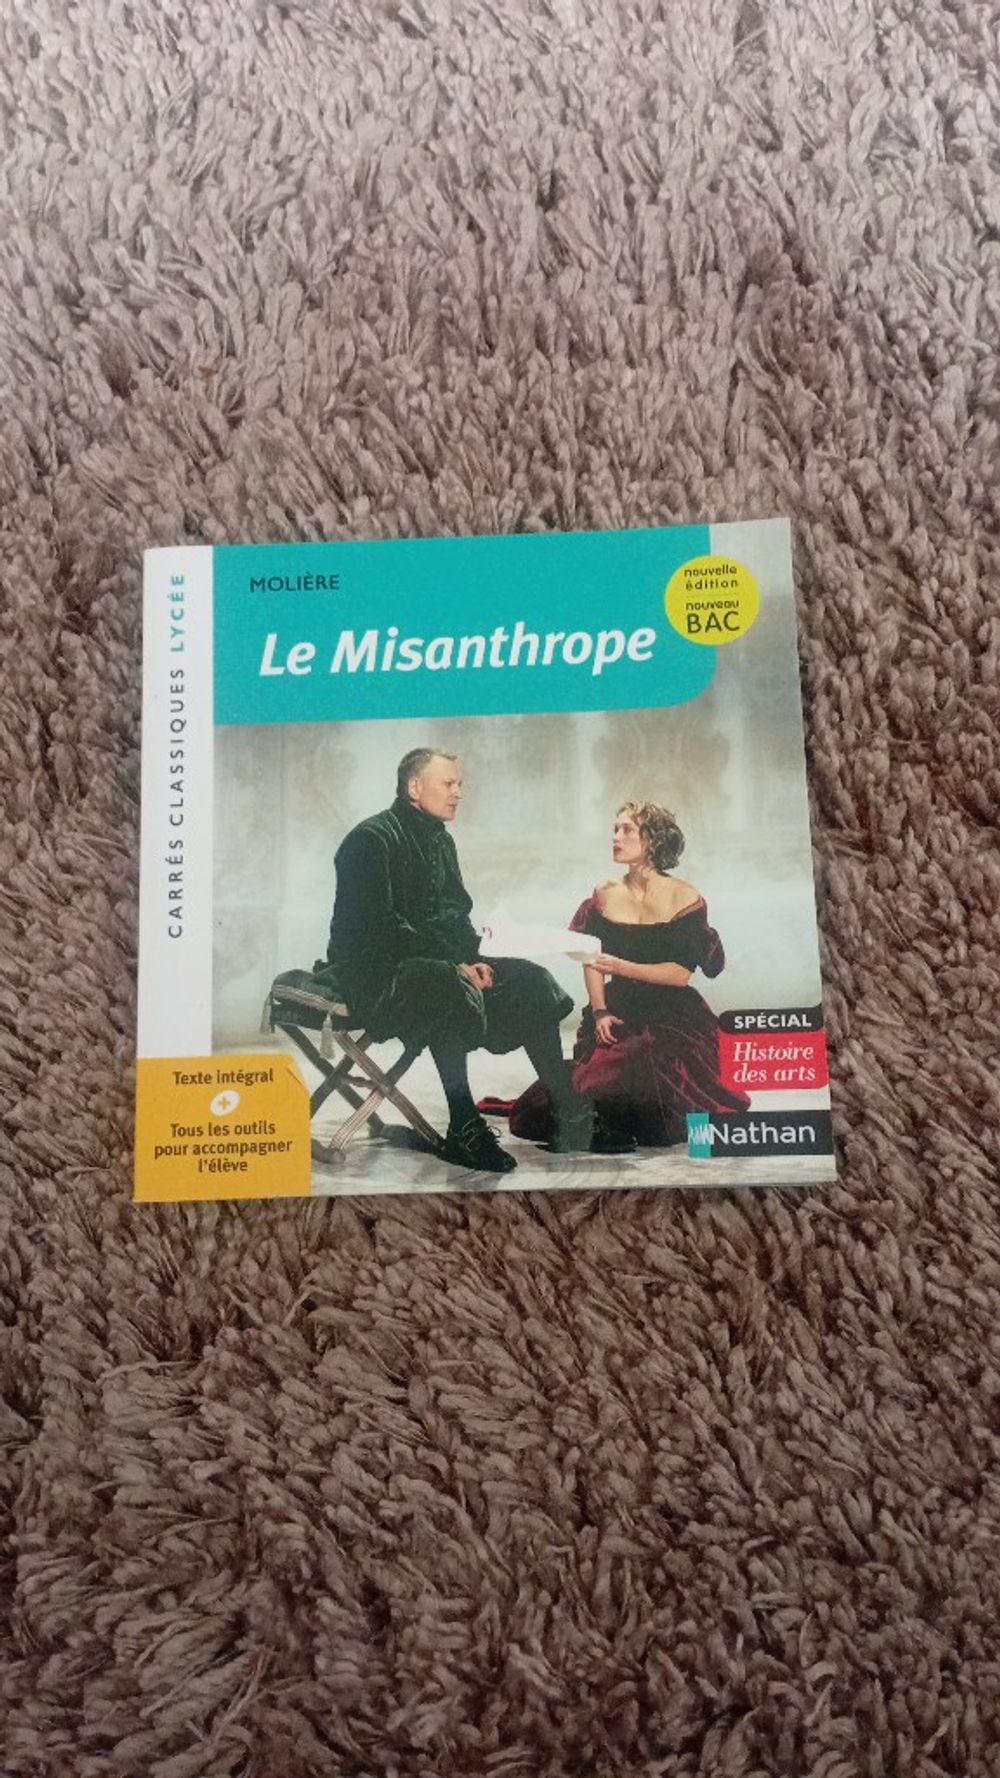 CARRÉS CLASSIQUES LYCÉE
MOLIÈRE
Le Misanthrope
nouvelle
édition
nouveau
BAC
SPÉCIAL
Histoire
des arts
Nathan
Texte intégral
+
Tous les outils
pour accompagner
l'élève